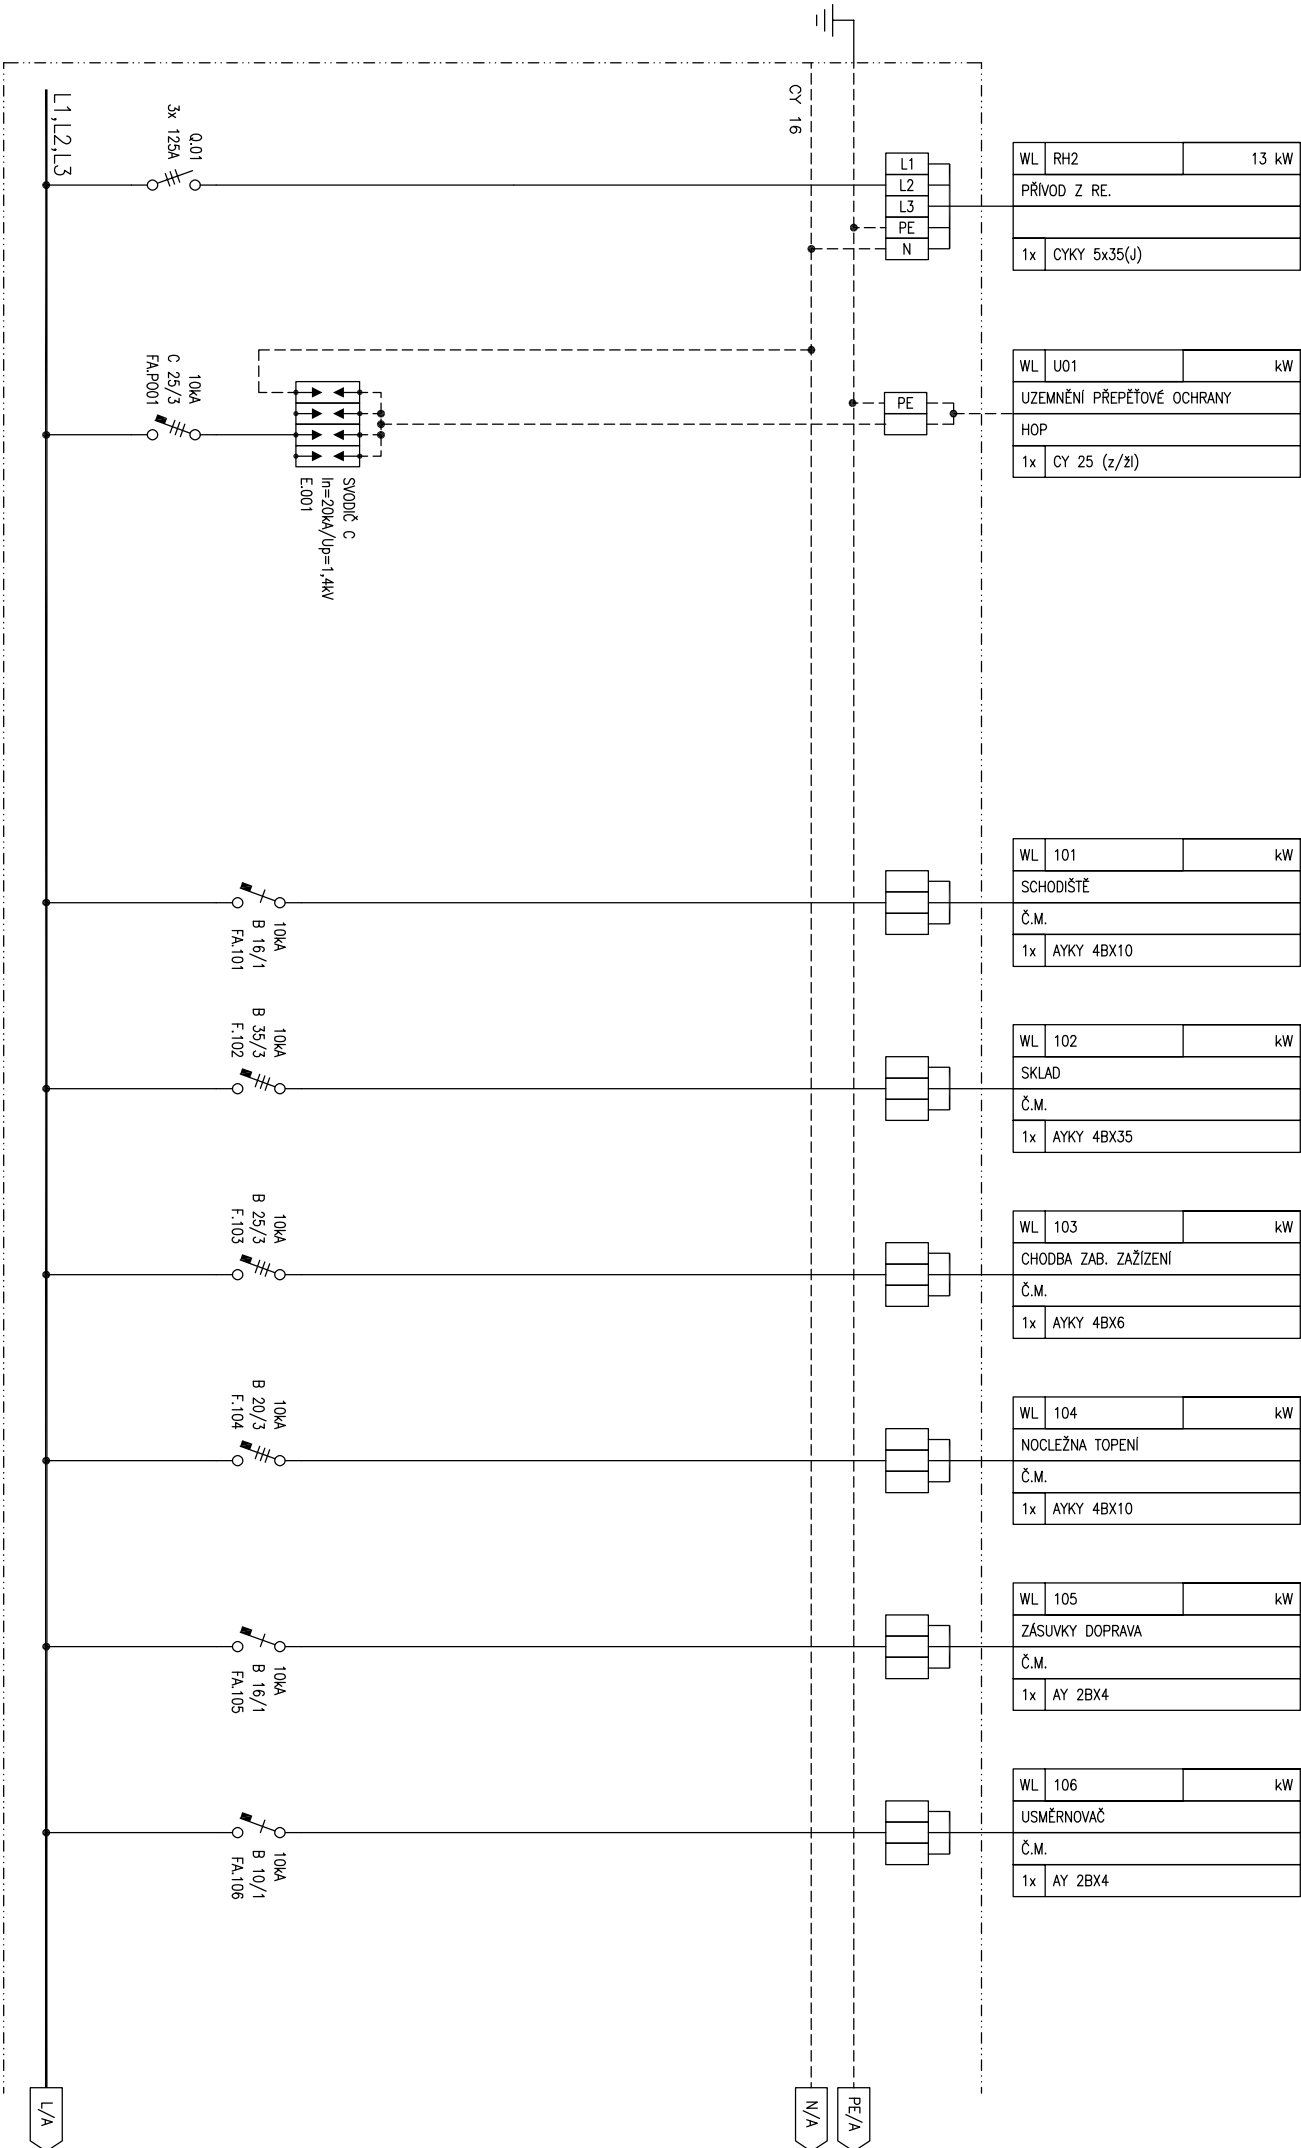 CY 16
L1,L2,L3
Q.01
3x 125A
L1
L2
L3
PE
N
WL RH2 13 kW
PŘÍVOD Z RE.
1x CYKY 5x35(J)
10kA
C 25/3
FA.P001
SVODIČ C
In=20kA/Up=1,4kV
E.001
PE
WL U01 kW
UZEMNĚNÍ PŘEPĚŤOVÉ OCHRANY
HOP
1x CY 25 (z/žl)
10kA
B 16/1
FA.101
WL 101 kW
SCHODIŠTĚ
Č.M.
1x AYKY 4BX10
10kA
B 35/3
F.102
WL 102 kW
SKLAD
Č.M.
1x AYKY 4BX35
10kA
B 25/3
F.103
WL 103 kW
CHODBA ZAB. ZAŽÍZENÍ
Č.M.
1x AYKY 4BX6
10kA
B 20/3
F.104
WL 104 kW
NOCLEŽNA TOPENÍ
Č.M.
1x AYKY 4BX10
10kA
B 16/1
FA.105
WL 105 kW
ZÁSUVKY DOPRAVA
Č.M.
1x AY 2BX4
10kA
B 10/1
FA.106
WL 106 kW
USMĚRNOVAČ
Č.M.
1x AY 2BX4
L/A
N/A
PE/A